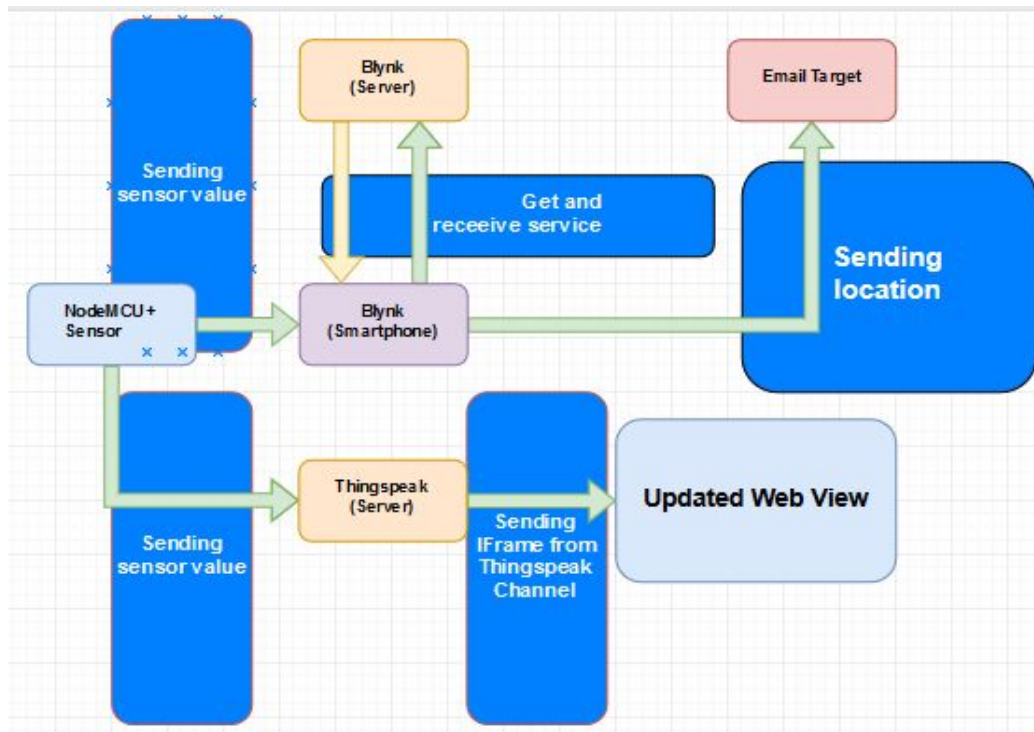 Blynk
(Server)
Email Target
Sending
sensor value
Get and
receeive service
Sending
location
NodeMCU+
Sensor
Blynk
(Smartphone)
Thingspeak
(Server)
Updated Web View
Sending
sensor value
Sending
IFrame from
Thingspeak
Channel